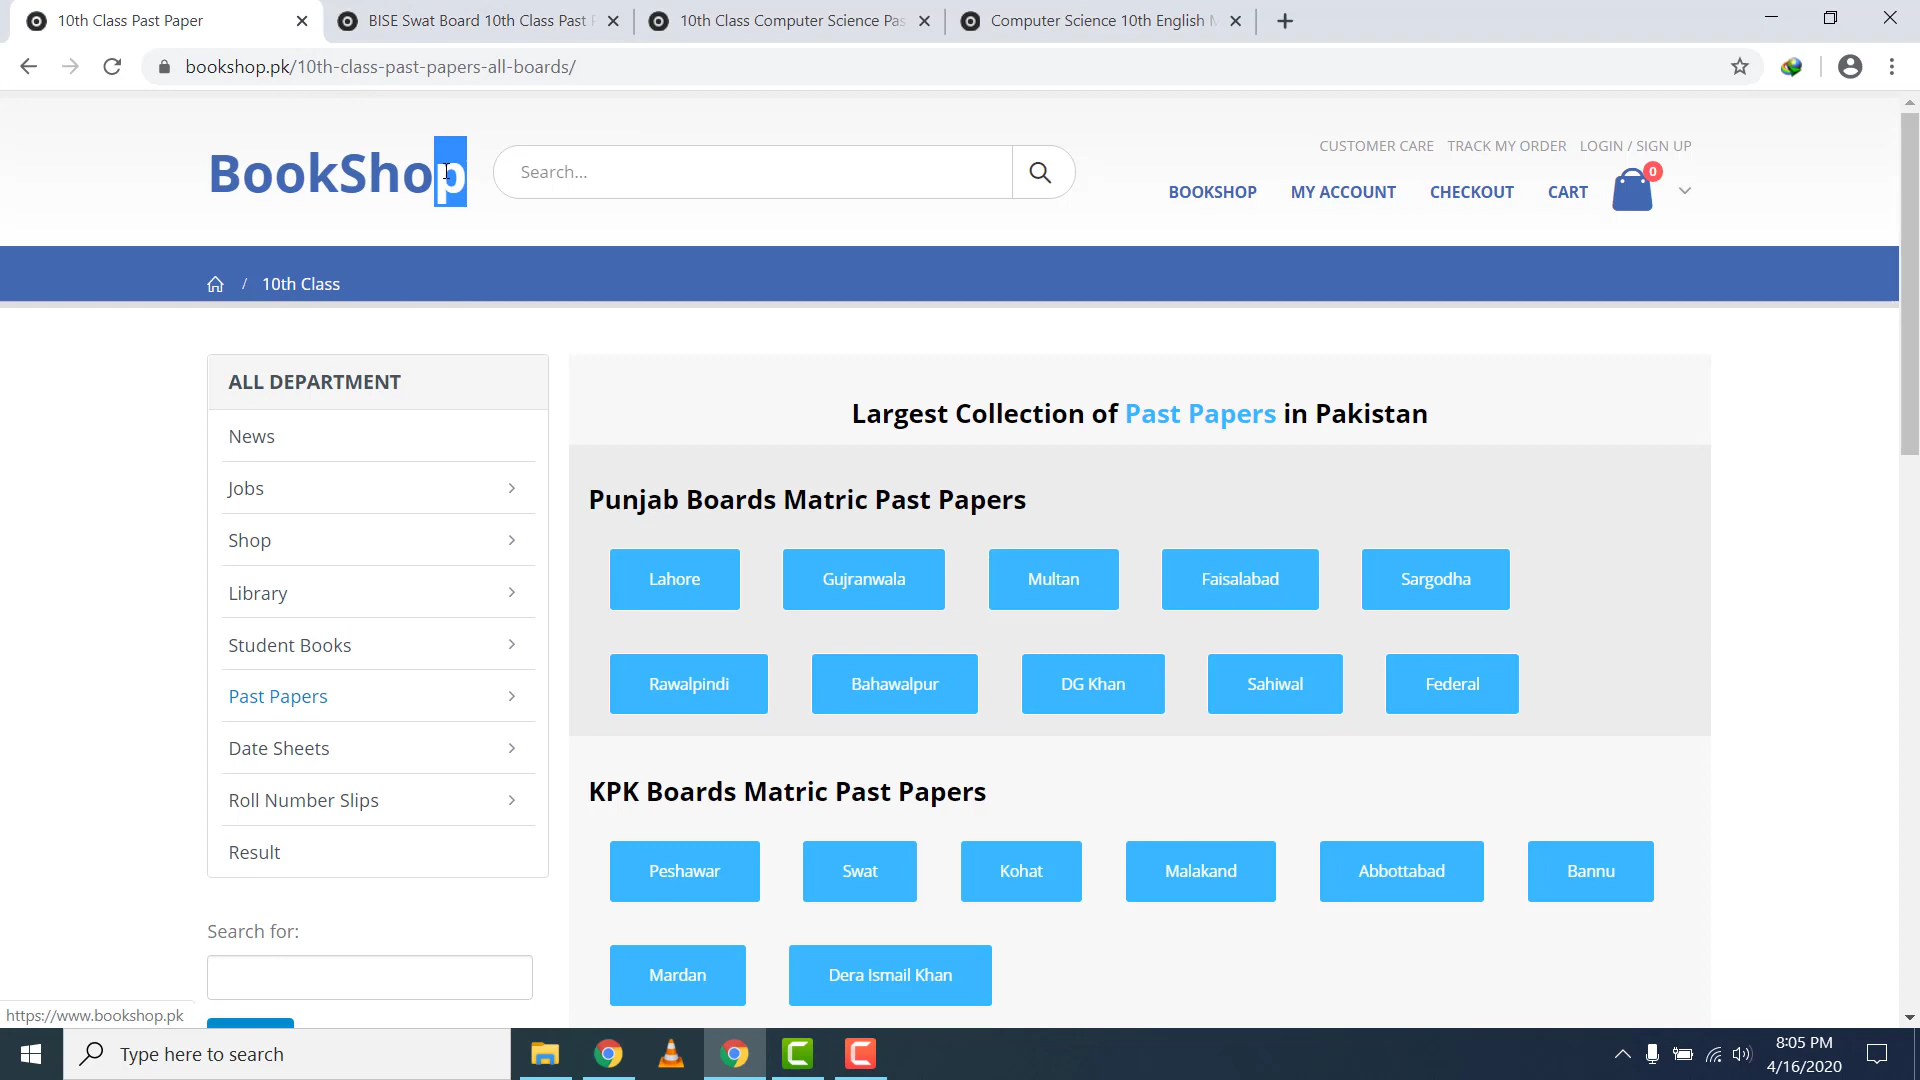 10th Class Past Paper
BISE Swat Board 10th Class Past
10th Class Computer Science Pas
Computer Science 10th English
bookshop.pk/10th-class-past-papers-all-boards/
BookShop
Search...
CUSTOMER CARE TRACK MY ORDER LOGIN / SIGN UP
BOOKSHOP MY ACCOUNT CHECKOUT CART 0
/ 10th Class
ALL DEPARTMENT
News
Jobs
Shop
Library
Student Books
Past Papers
Date Sheets
Roll Number Slips
Result
Search for:
Largest Collection of Past Papers in Pakistan
Punjab Boards Matric Past Papers
Lahore Gujranwala Multan Faisalabad Sargodha
Rawalpindi Bahawalpur DG Khan Sahiwal Federal
KPK Boards Matric Past Papers
Peshawar Swat Kohat Malakand Abbottabad Bannu
Mardan Dera Ismail Khan
https://www.bookshop.pk
Type here to search
8:05 PM
4/16/2020